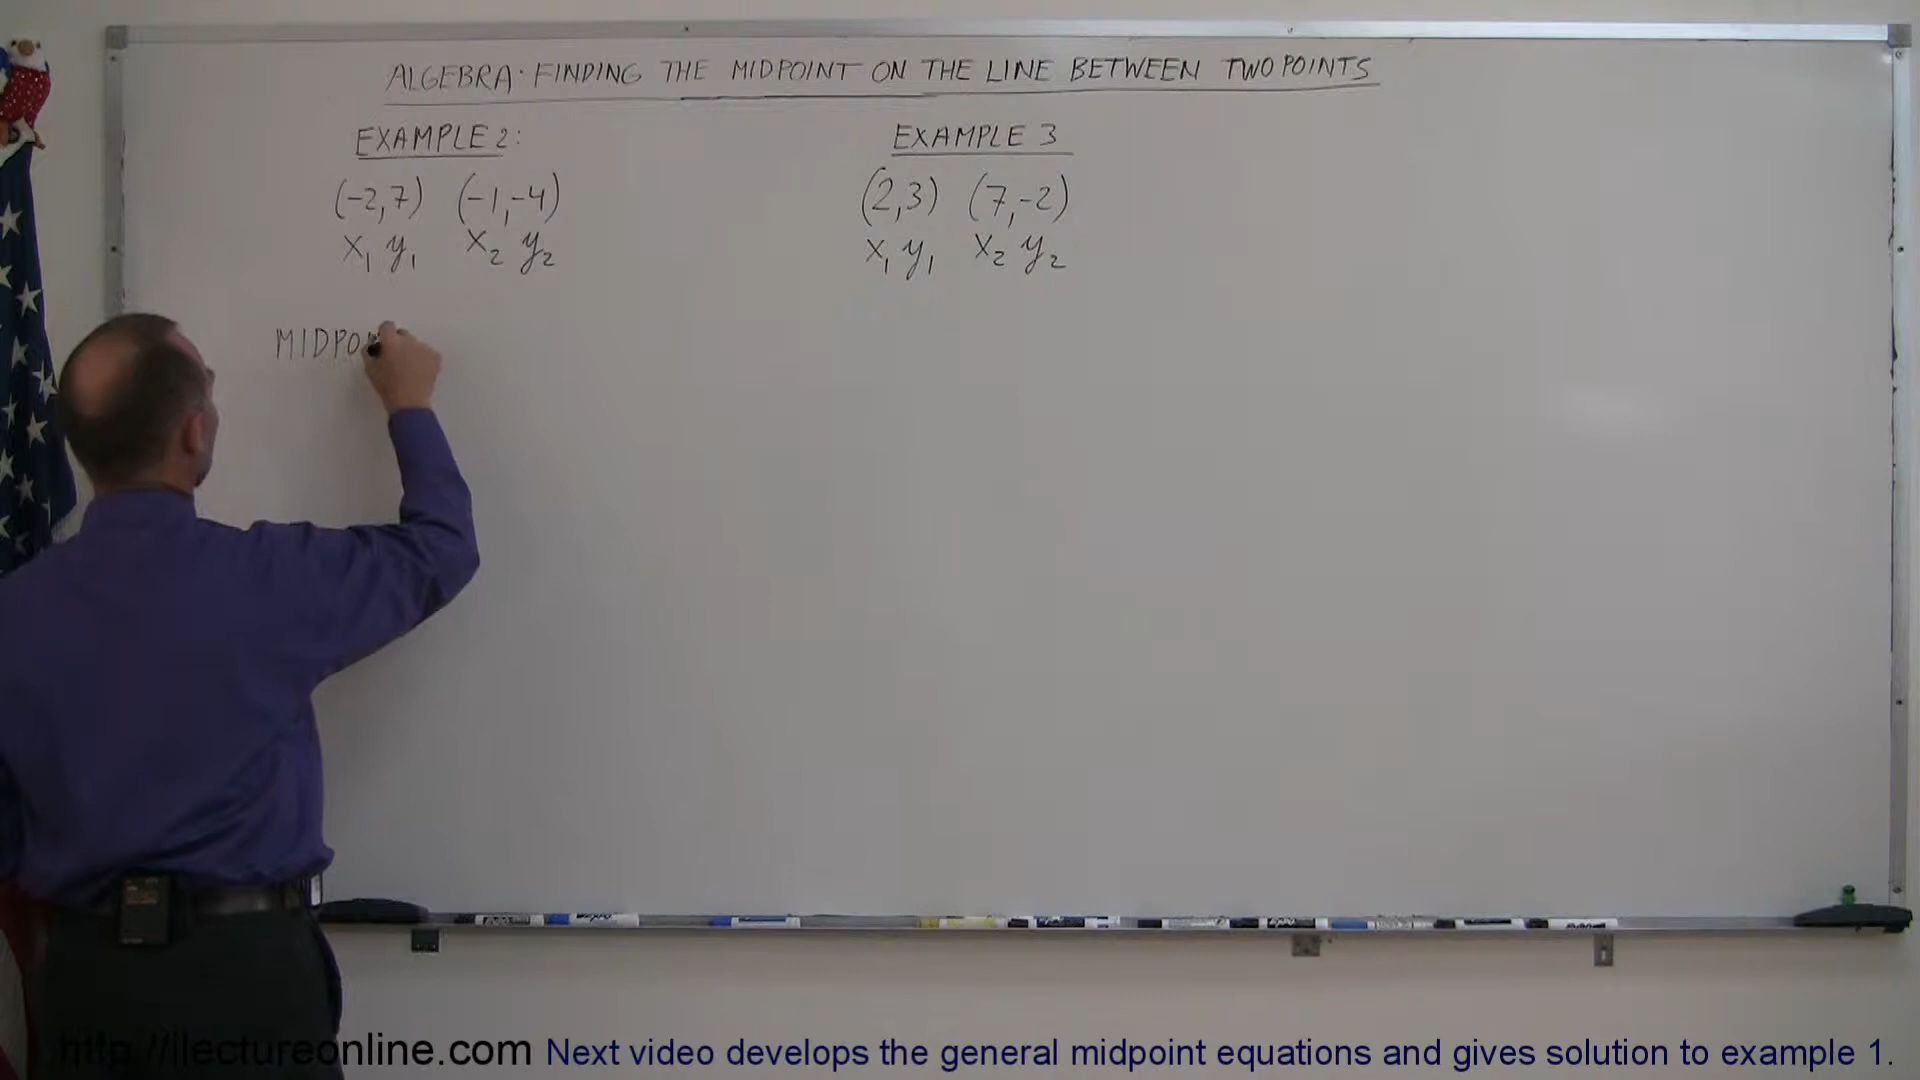 ALGEBRA: FINDING THE MIDPOINT ON THE LINE BETWEEN TWO POINTS
EXAMPLE 2:
(-2,7) (-1,-4)
x₁ y₁ x₂ y₂
MIDPO
EXAMPLE 3
(2,3) (7,-2)
x₁ y₁ x₂ y₂
http://ilectureonline.com Next video develops the general midpoint equations and gives solution to example 1.